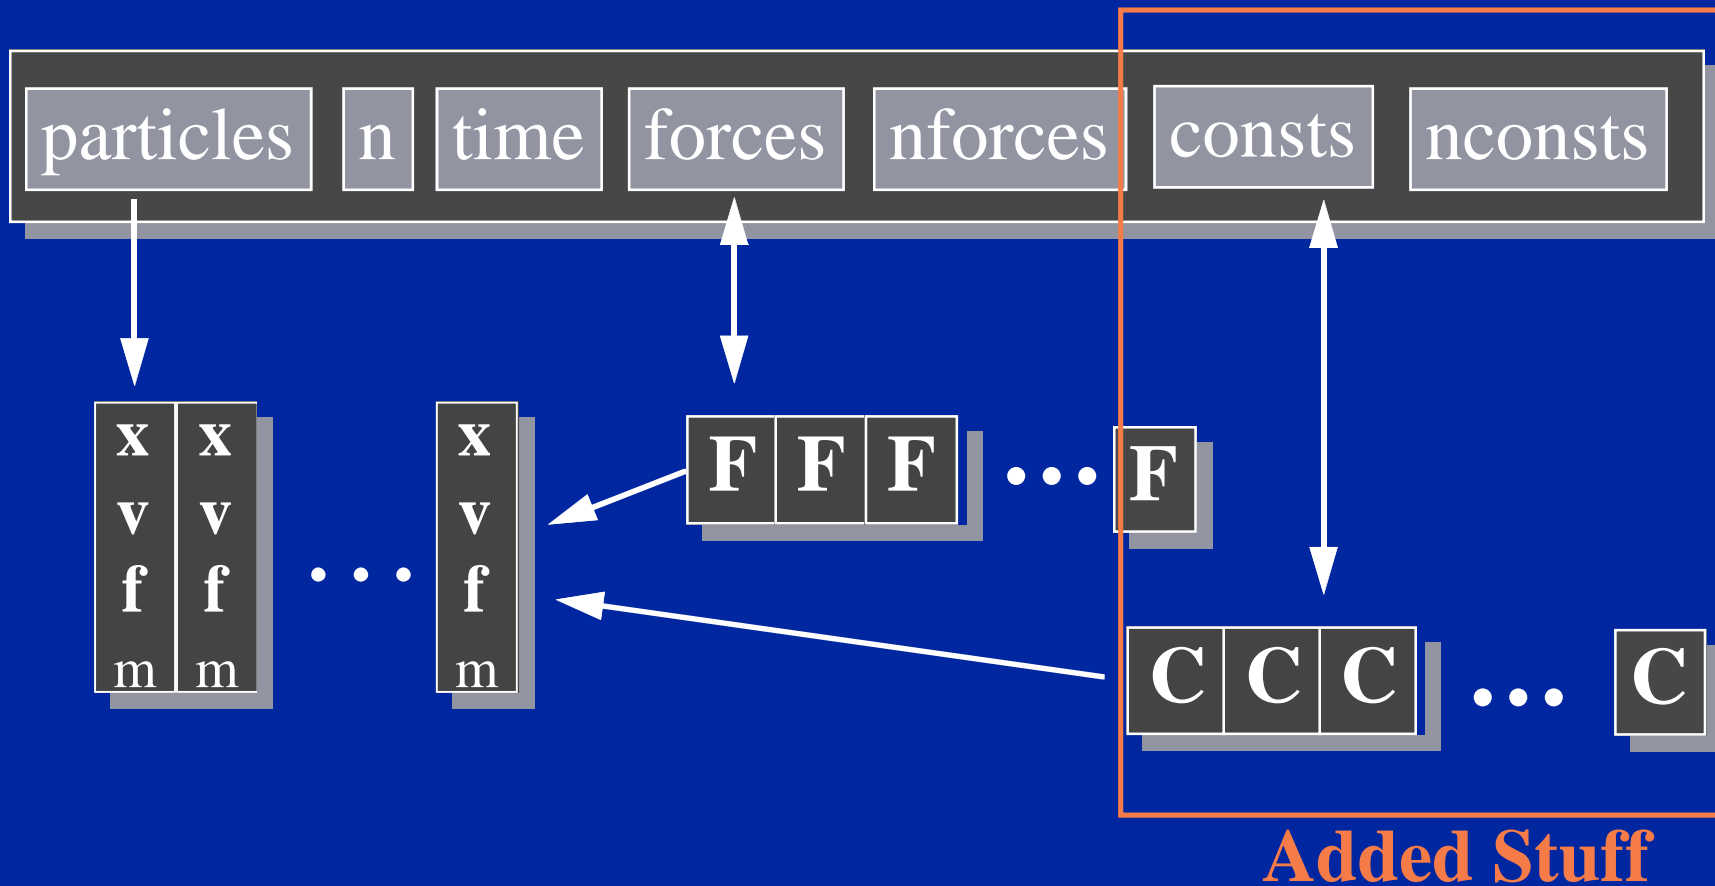 particles n time forces nforces consts nconsts
x x x F F F ••• F
v v v
f f • • • f
m m m C C C ••• C
Added Stuff